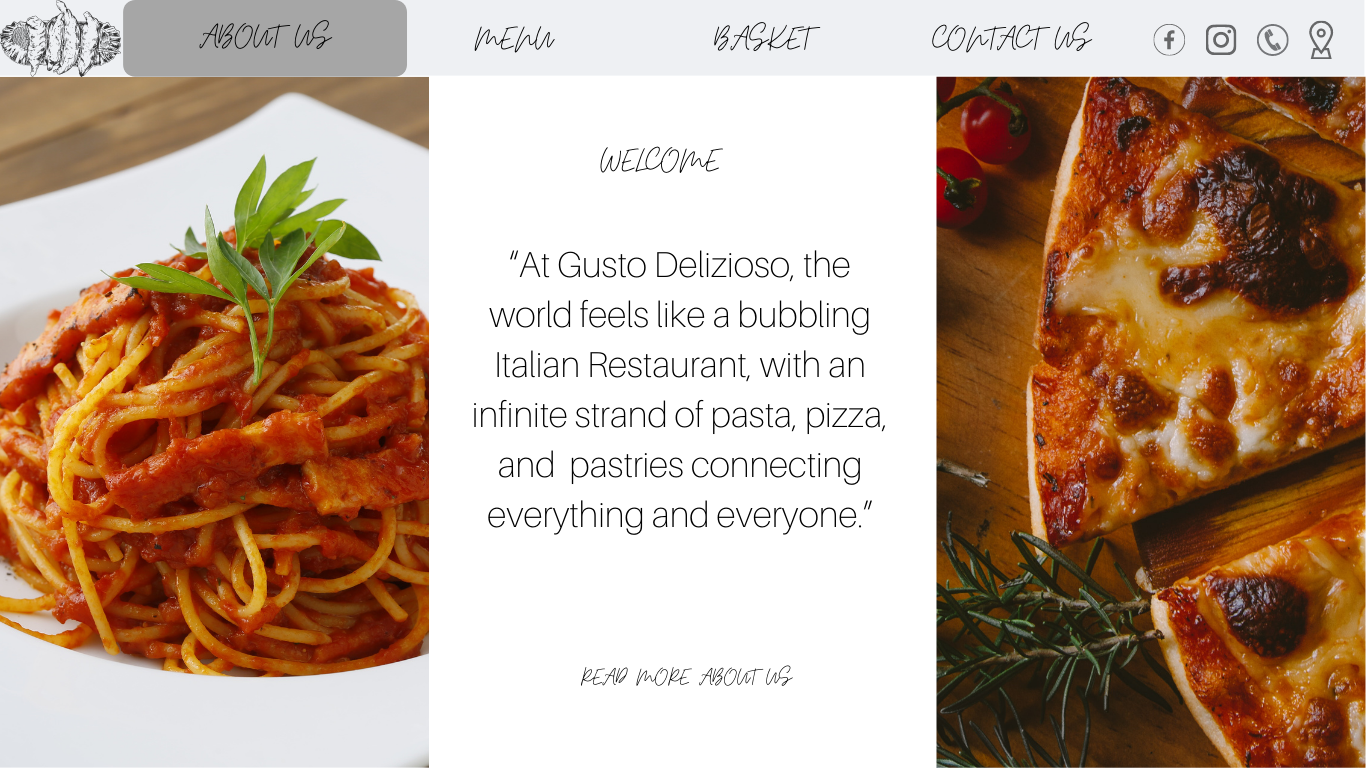 ABOUT US
MENU
BASKET
CONTACT US
WELCOME
“At Gusto Delizioso, the
world feels like a bubbling
Italian Restaurant, with an
infinite strand of pasta, pizza,
and  pastries connecting
everything and everyone.”
READ MORE ABOUT US